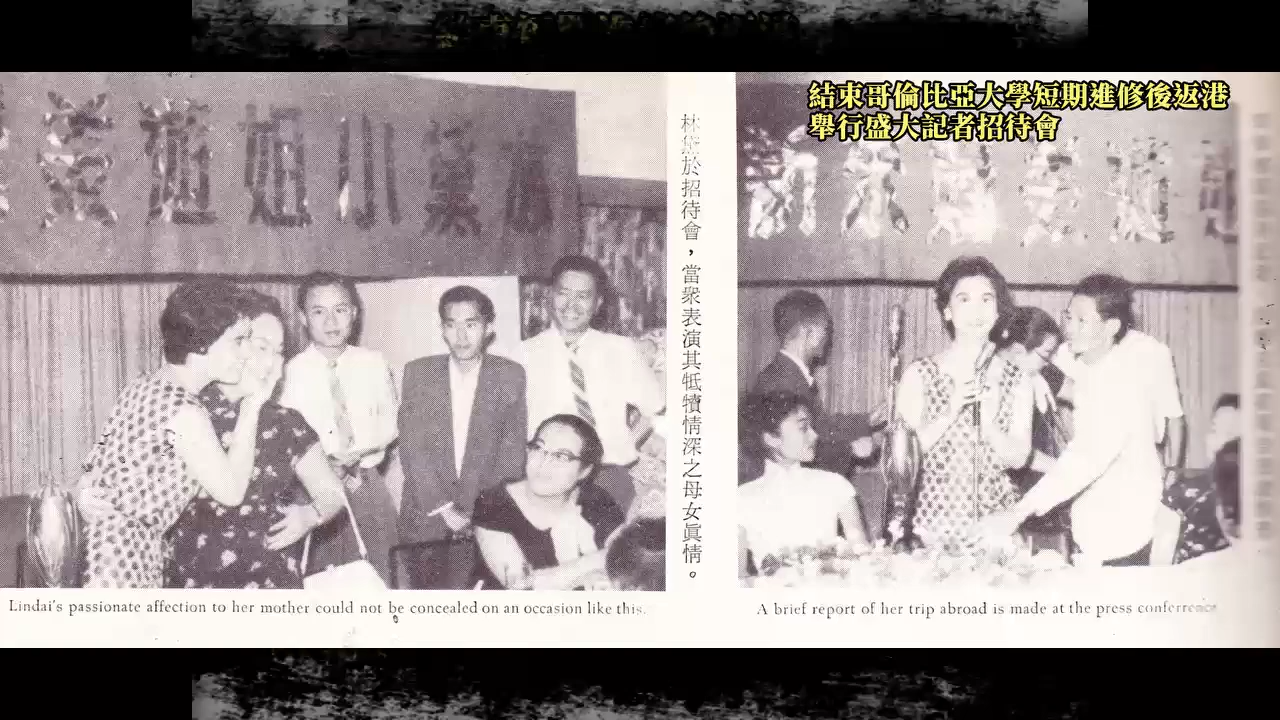 結束哥倫比亞大學短期進修後返港
舉行盛大記者招待會
林黛於招待會，當衆表演其牴犢情深之母女眞情。
Lindai's passionate affection to her mother could not be concealed on an occasion like this.
A brief report of her trip abroad is made at the press conferrence